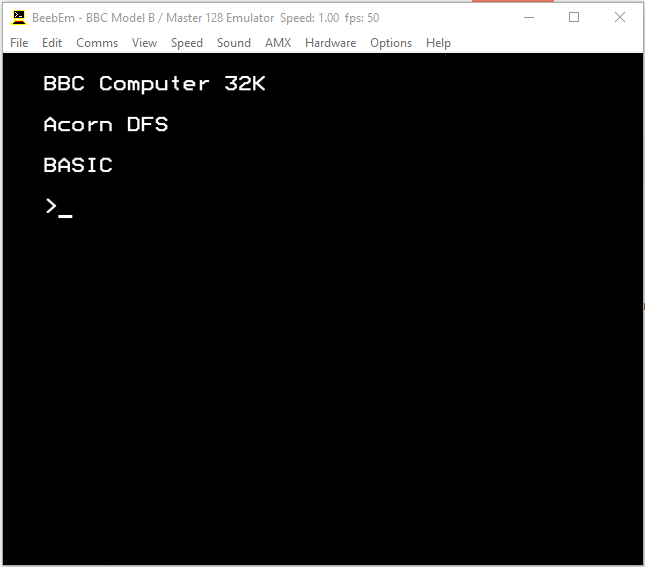 BeebEm - BBC Model B / Master 128 Emulator  Speed: 1.00  fps: 50
File Edit Comms View Speed Sound AMX Hardware Options Help
BBC Computer 32K
Acorn DFS
BASIC
>_